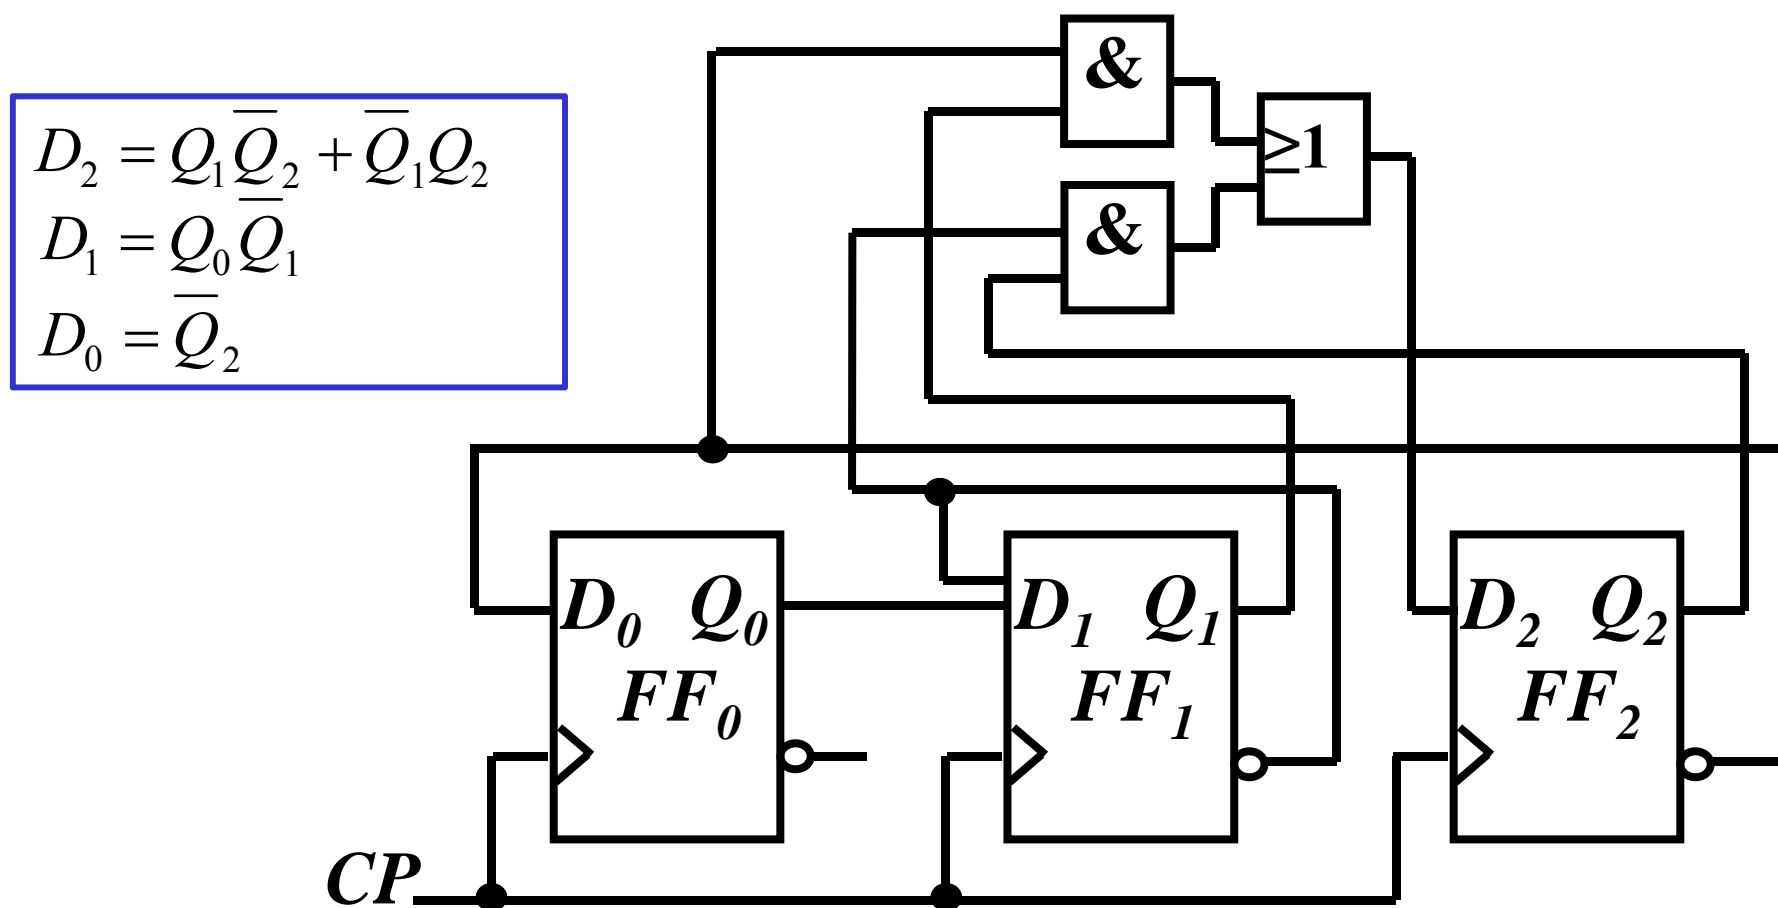 &
D₂ = Q₁Q̅₂ + Q̅₁Q₂
≥1
D₁ = Q₀Q̅₁
&
D₀ = Q̅₂
D₀ Q₀ D₁ Q₁ D₂ Q₂
FF₀ FF₁ FF₂
CP